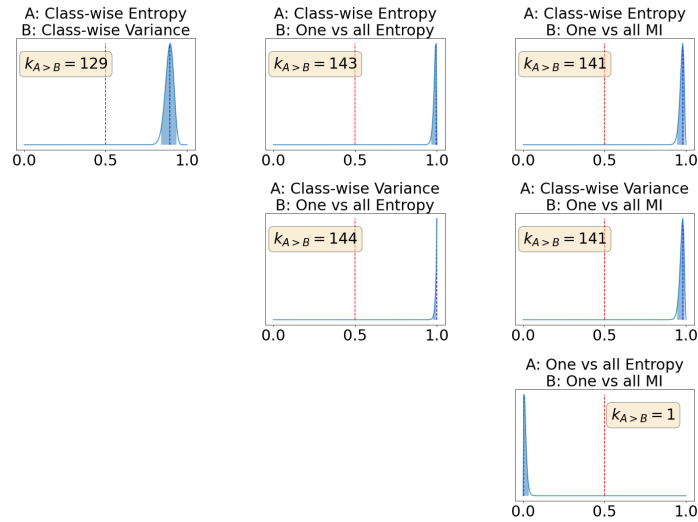 A: Class-wise Entropy
B: Class-wise Variance
k_{A>B} = 129
0.0 0.5 1.0
A: Class-wise Entropy
B: One vs all Entropy
k_{A>B} = 143
0.0 0.5 1.0
A: Class-wise Entropy
B: One vs all MI
k_{A>B} = 141
0.0 0.5 1.0
A: Class-wise Variance
B: One vs all Entropy
k_{A>B} = 144
0.0 0.5 1.0
A: Class-wise Variance
B: One vs all MI
k_{A>B} = 141
0.0 0.5 1.0
A: One vs all Entropy
B: One vs all MI
k_{A>B} = 1
0.0 0.5 1.0